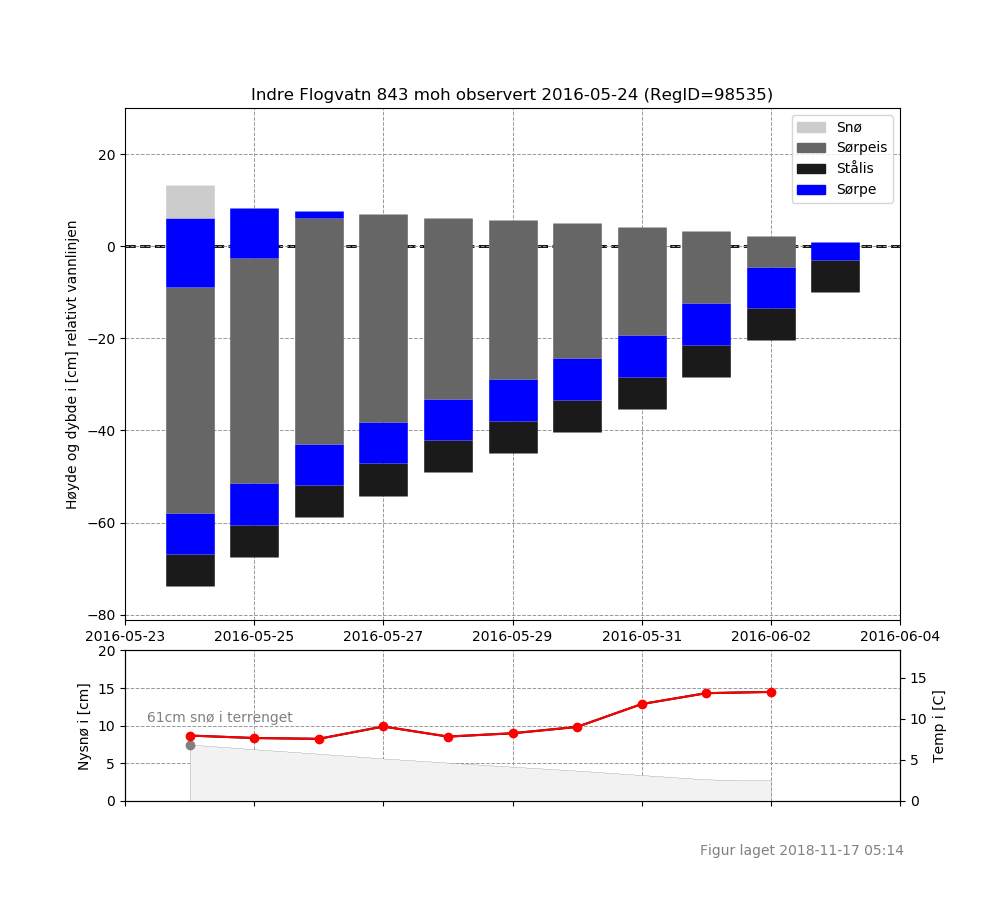 Indre Flogvatn 843 moh observert 2016-05-24 (RegID=98535)
Snø
Sørpeis
Stålis
Sørpe
Høyde og dybde i [cm] relativt vannlinjen
20
0
−20
−40
−60
−80
2016-05-23 2016-05-25 2016-05-27 2016-05-29 2016-05-31 2016-06-02 2016-06-04
Nysnø i [cm]
20
15
10
5
0
61cm snø i terrenget
Temp i [C]
15
10
5
0
Figur laget 2018-11-17 05:14